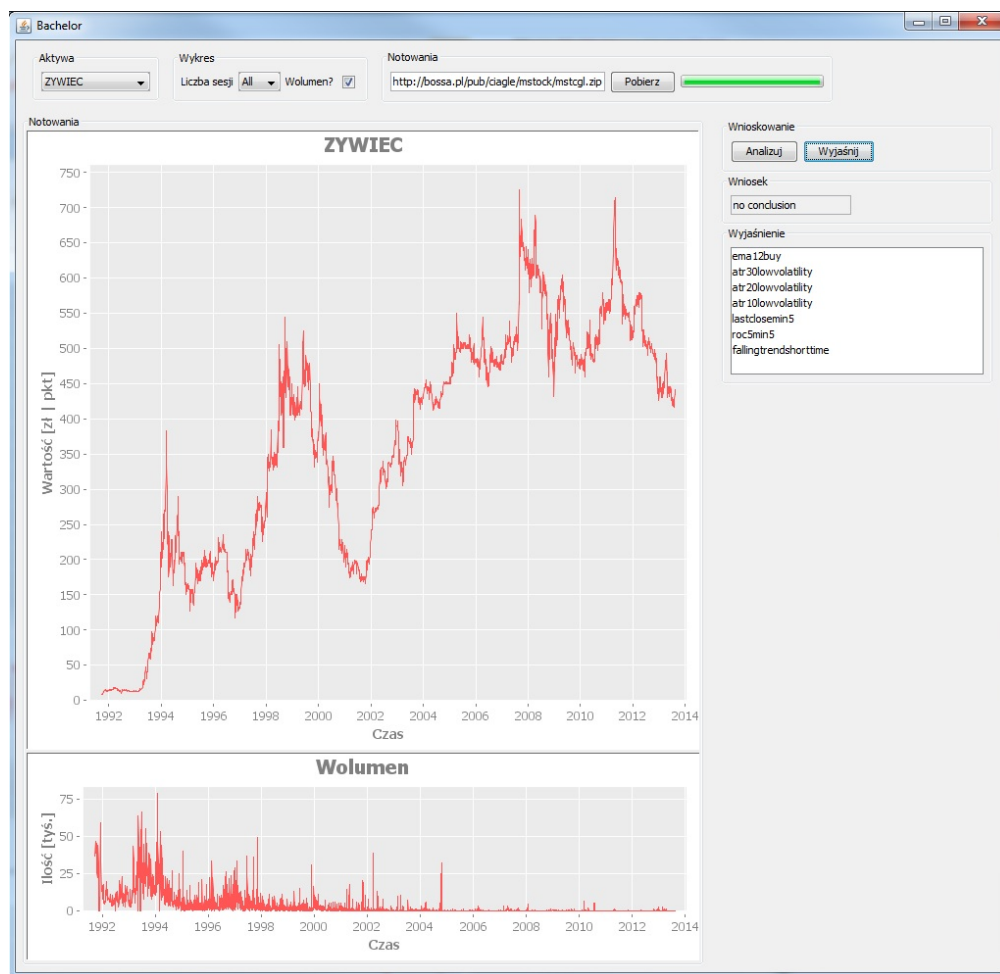 Bachelor
Aktywa
ZYWIEC
Wykres
Liczba sesji All Wolumen?
Notowania
http://bossa.pl/pub/ciagle/mstock/mstcgl.zip Pobierz
Notowania
ZYWIEC
750
700
650
600
550
500
450
400
350
300
250
200
150
100
50
0
Wartość [zł | pkt]
1992 1994 1996 1998 2000 2002 2004 2006 2008 2010 2012 2014
Czas
Wolumen
75
50
25
0
Ilość [tyś.]
1992 1994 1996 1998 2000 2002 2004 2006 2008 2010 2012 2014
Czas
Wnioskowanie
Analizuj Wyjaśnij
Wniosek
no conclusion
Wyjaśnienie
ema12buy
atr30lowvolatility
atr20lowvolatility
atr10lowvolatility
lastclosemin5
roc5min5
fallingtrendshorttime